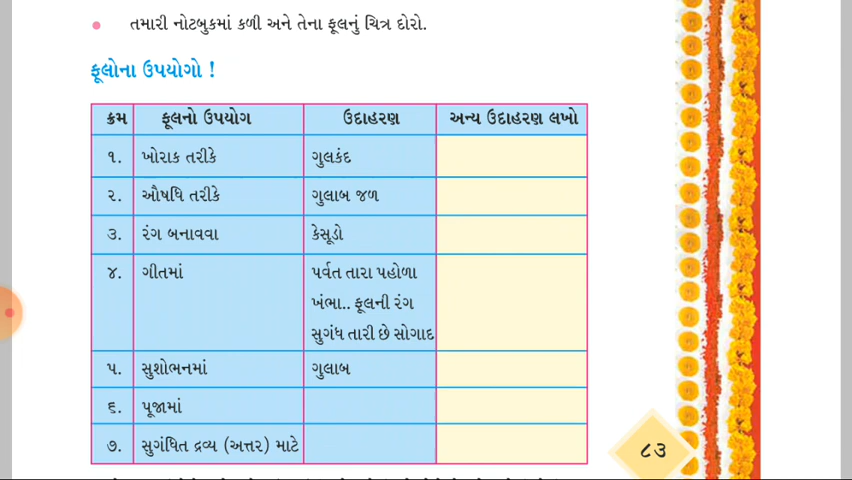 • તમારી નોટબુકમાં કળી અને તેના ફૂલનું ચિત્ર દોરો.
ફૂલોના ઉપયોગો !
ક્રમ ફૂલનો ઉપયોગ ઉદાહરણ અન્ય ઉદાહરણ લખો
૧. ખોરાક તરીકે ગુલકંદ
૨. ઔષધિ તરીકે ગુલાબ જળ
૩. રંગ બનાવવા કેસૂડો
૪. ગીતમાં પર્વત તારા પહોળા
ખંભા.. ફૂલની રંગ
સુગંધ તારી છે સોગાદ
૫. સુશોભનમાં ગુલાબ
૬. પૂજામાં
૭. સુગંધિત દ્રવ્ય (અત્તર) માટે
૮૩